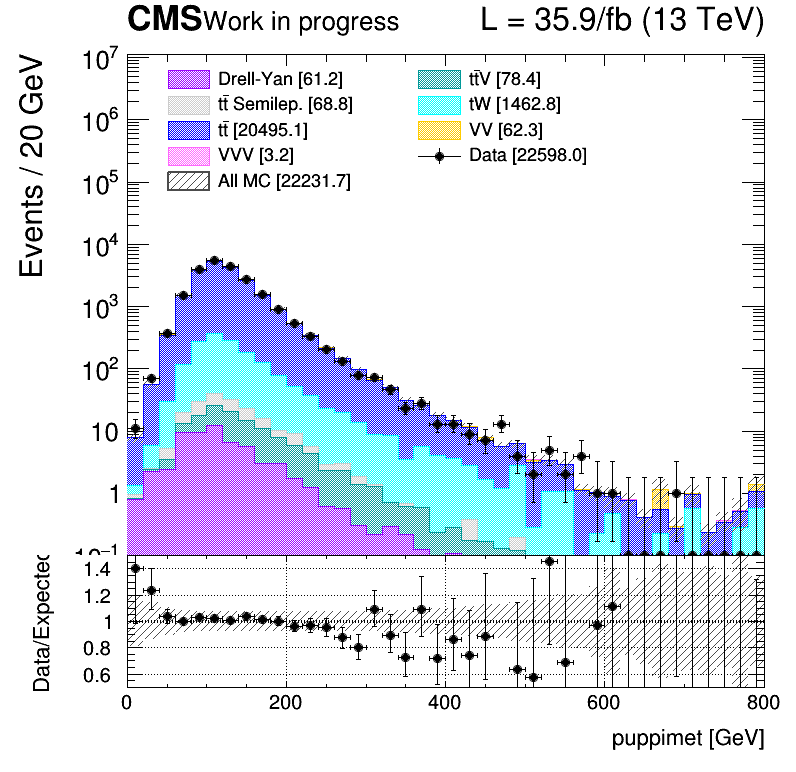 CMS Work in progress L = 35.9/fb (13 TeV)
Events / 20 GeV
10⁷
10⁶
10⁵
10⁴
10³
10²
10
1
10⁻¹
Drell-Yan [61.2]
tt̄ Semilep. [68.8]
tt̄ [20495.1]
VVV [3.2]
All MC [22231.7]
tt̄V [78.4]
tW [1462.8]
VV [62.3]
Data [22598.0]
Data/Expected
1.4
1.2
1
0.8
0.6
0 200 400 600 800
puppimet [GeV]